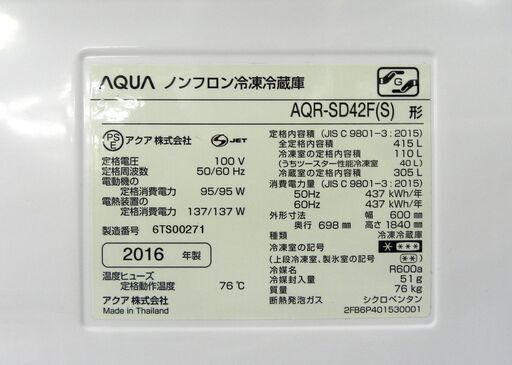 AQUA ノンフロン冷凍冷蔵庫
G
AQR-SD42F(S) 形
PS E アクア株式会社 S JET
定格電圧 100 V
定格周波数 50/60 Hz
電動機の
定格消費電力 95/95 W
電熱装置の
定格消費電力 137/137 W
製造番号 6TS00271
2016 年製
温度ヒューズ
定格動作温度 76℃
アクア株式会社
Made in Thailand
定格内容積 (JIS C 9801-3:2015)
全定格内容積 415 L
冷凍室の定格内容積 110 L
(うちツースター性能冷凍室 40 L)
冷蔵室の定格内容積 305 L
消費電力量 (JIS C 9801-3:2015)
50Hz 437 kWh/年
60Hz 437 kWh/年
外形寸法 幅 600 ㎜
奥行 698 ㎜ 高さ 1840 ㎜
種類 冷凍冷蔵庫
冷凍室の記号 ****
(上段冷凍室、製氷室の記号 **)
冷媒名 R600a
冷媒封入量 51g
質量 76kg
断熱発泡ガス シクロペンタン
2FB6P401530001